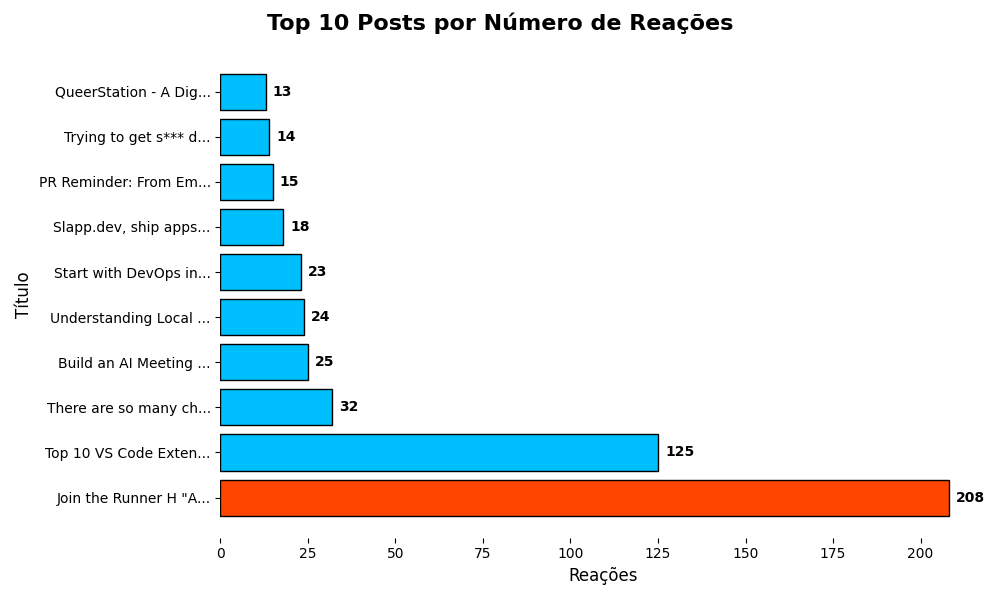 Top 10 Posts por Número de Reações
QueerStation - A Dig... 13
Trying to get s*** d... 14
PR Reminder: From Em... 15
Slapp.dev, ship apps... 18
Start with DevOps in... 23
Understanding Local ... 24
Build an AI Meeting ... 25
There are so many ch... 32
Top 10 VS Code Exten... 125
Join the Runner H "A... 208
Título
0 25 50 75 100 125 150 175 200
Reações